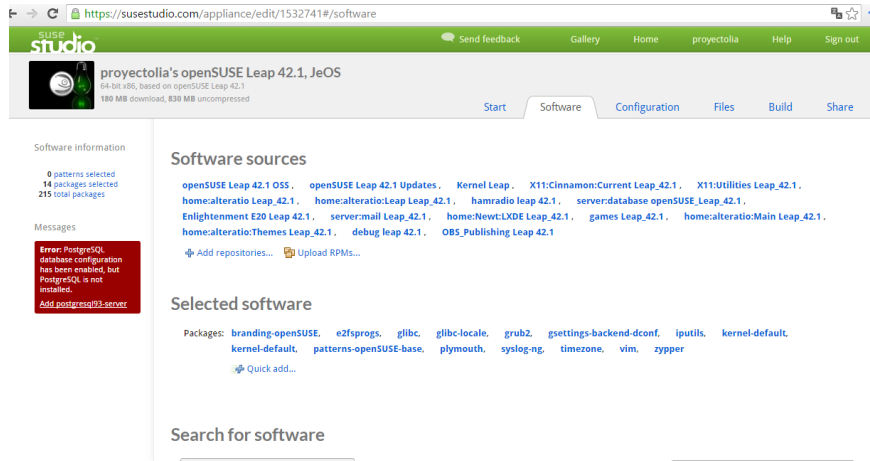 https://susestudio.com/appliance/edit/1532741#/software
SUSE studio
Send feedback Gallery Home proyectolia Help Sign out
proyectolia's openSUSE Leap 42.1, JeOS
64-bit x86, based on openSUSE Leap 42.1
180 MB download, 830 MB uncompressed
Start Software Configuration Files Build Share
Software information
0 patterns selected
14 packages selected
215 total packages
Messages
Error: PostgreSQL
database configuration
has been enabled, but
PostgreSQL is not
installed.
Add postgresql93-server
Software sources
openSUSE Leap 42.1 OSS , openSUSE Leap 42.1 Updates , Kernel Leap , X11:Cinnamon:Current Leap_42.1 , X11:Utilities Leap_42.1 ,
home:alteratio Leap_42.1 , home:alteratio:Leap Leap_42.1 , hamradio leap 42.1 , server:database openSUSE_Leap_42.1 ,
Enlightenment E20 Leap 42.1 , server:mail Leap_42.1 , home:Newt:LXDE Leap_42.1 , games Leap_42.1 , home:alteratio:Main Leap_42.1 ,
home:alteratio:Themes Leap_42.1 , debug leap 42.1 , OBS_Publishing Leap 42.1
Add repositories... Upload RPMs...
Selected software
Packages: branding-openSUSE, e2fsprogs, glibc, glibc-locale, grub2, gsettings-backend-dconf, iputils, kernel-default,
kernel-default, patterns-openSUSE-base, plymouth, syslog-ng, timezone, vim, zypper
Quick add...
Search for software